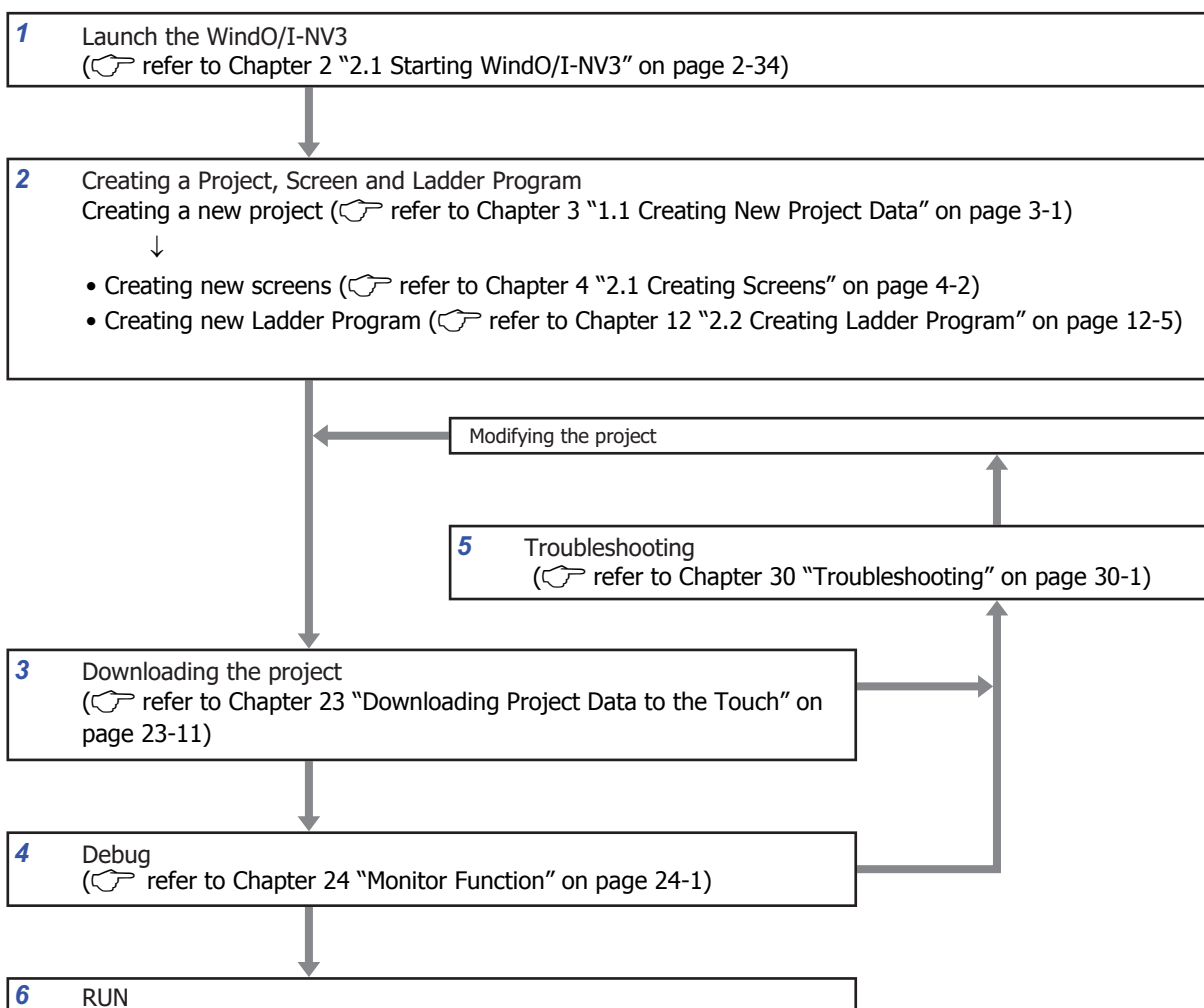 1 Launch the WindO/I-NV3
(☞ refer to Chapter 2 “2.1 Starting WindO/I-NV3” on page 2-34)
2 Creating a Project, Screen and Ladder Program
Creating a new project (☞ refer to Chapter 3 “1.1 Creating New Project Data” on page 3-1)
↓
• Creating new screens (☞ refer to Chapter 4 “2.1 Creating Screens” on page 4-2)
• Creating new Ladder Program (☞ refer to Chapter 12 “2.2 Creating Ladder Program” on page 12-5)
Modifying the project
5 Troubleshooting
(☞ refer to Chapter 30 “Troubleshooting” on page 30-1)
3 Downloading the project
(☞ refer to Chapter 23 “Downloading Project Data to the Touch” on
page 23-11)
4 Debug
(☞ refer to Chapter 24 “Monitor Function” on page 24-1)
6 RUN